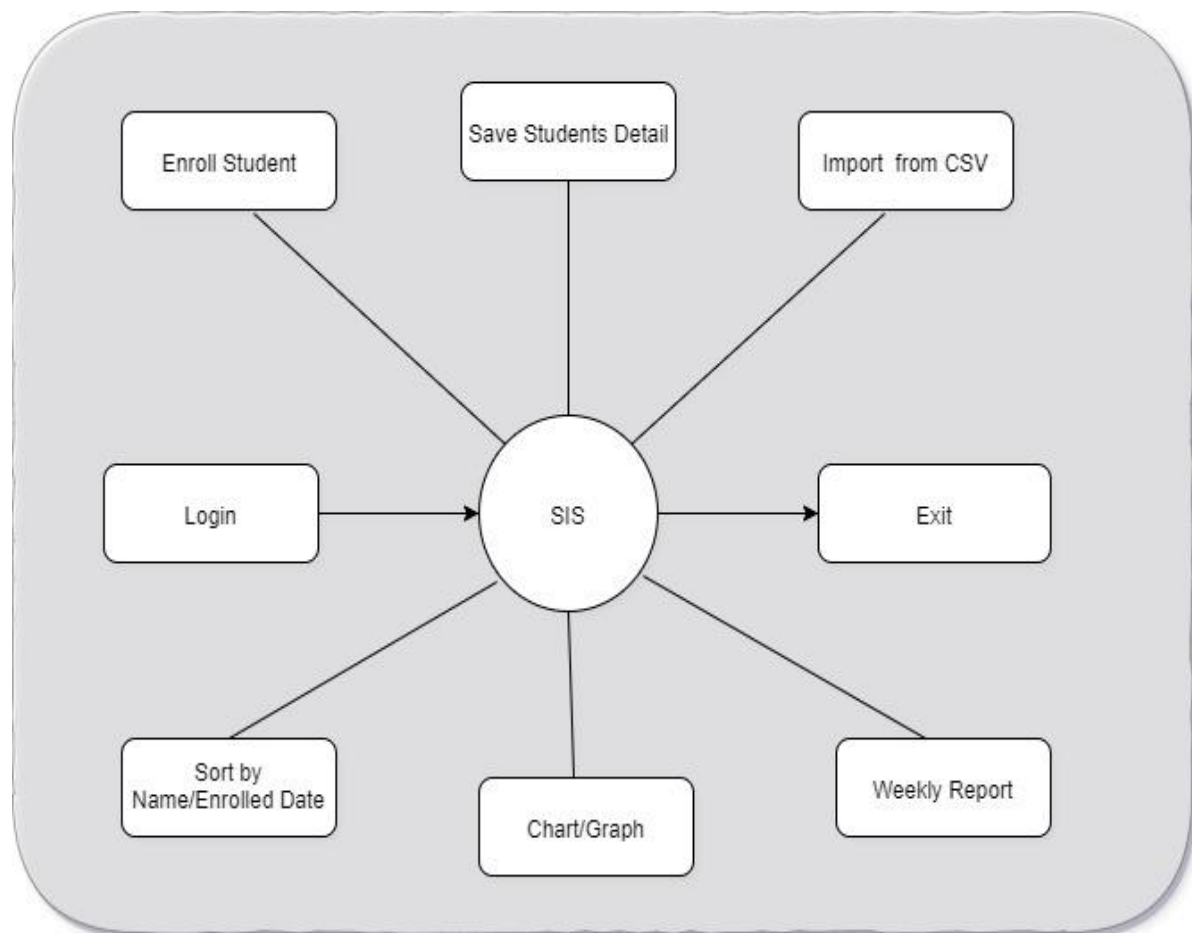 Save Students Detail
Enroll Student
Import from CSV
Login
SIS
Exit
Sort by
Name/Enrolled Date
Chart/Graph
Weekly Report